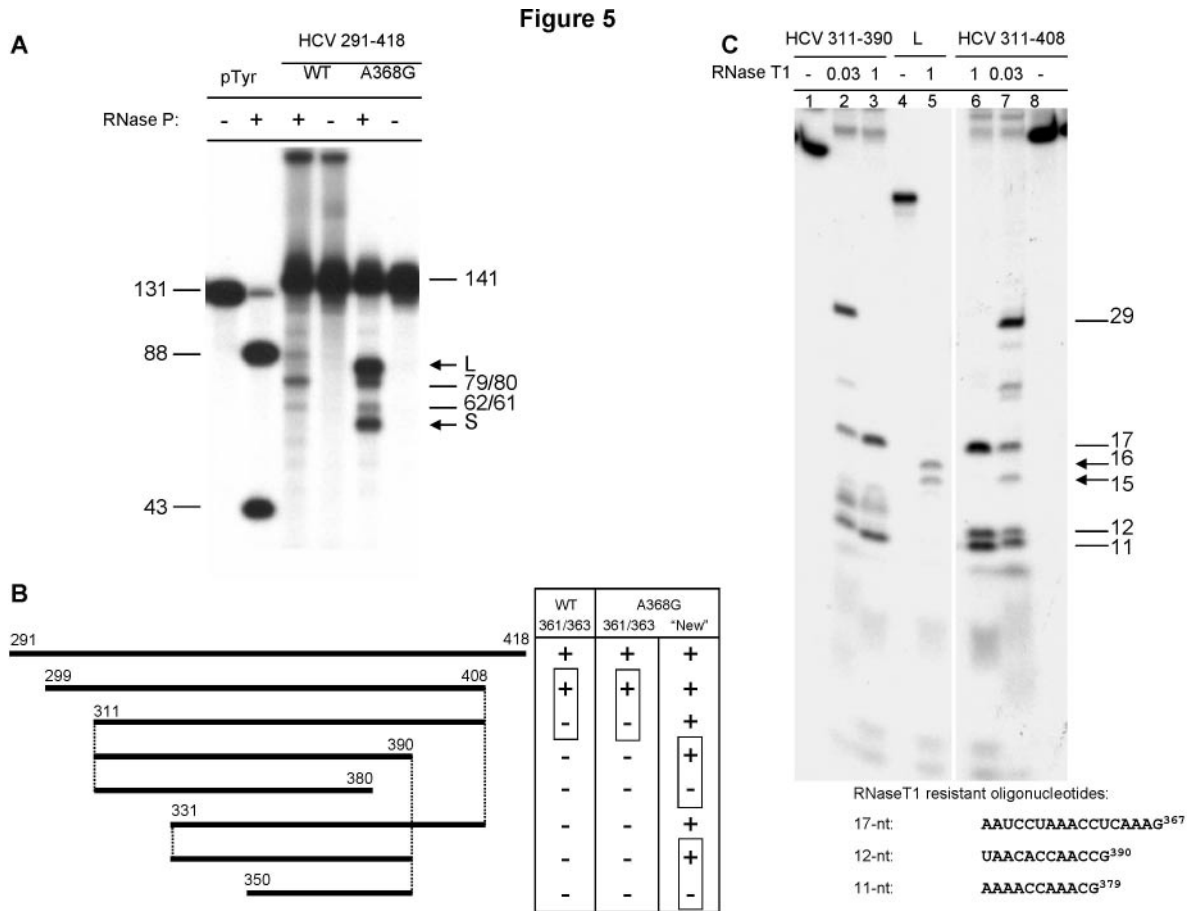 Figure 5
A
HCV 291-418
pTyr WT A368G
RNase P: - + + - + -
131
88
43
141
L
79/80
62/61
S
B
291 418
299 408
311
390
380
331
350
WT A368G
361/363 361/363 "New"
+ + +
+ + +
- - +
- - +
- - -
- - +
- - +
- - -
C
HCV 311-390 L HCV 311-408
RNase T1 - 0.03 1 - 1 1 0.03 -
1 2 3 4 5 6 7 8
29
17
16
15
12
11
RNaseT1 resistant oligonucleotides:
17-nt: AAUCCUAAACCUCAAAG367
12-nt: UAACACCAACCG390
11-nt: AAAACCAAACG379